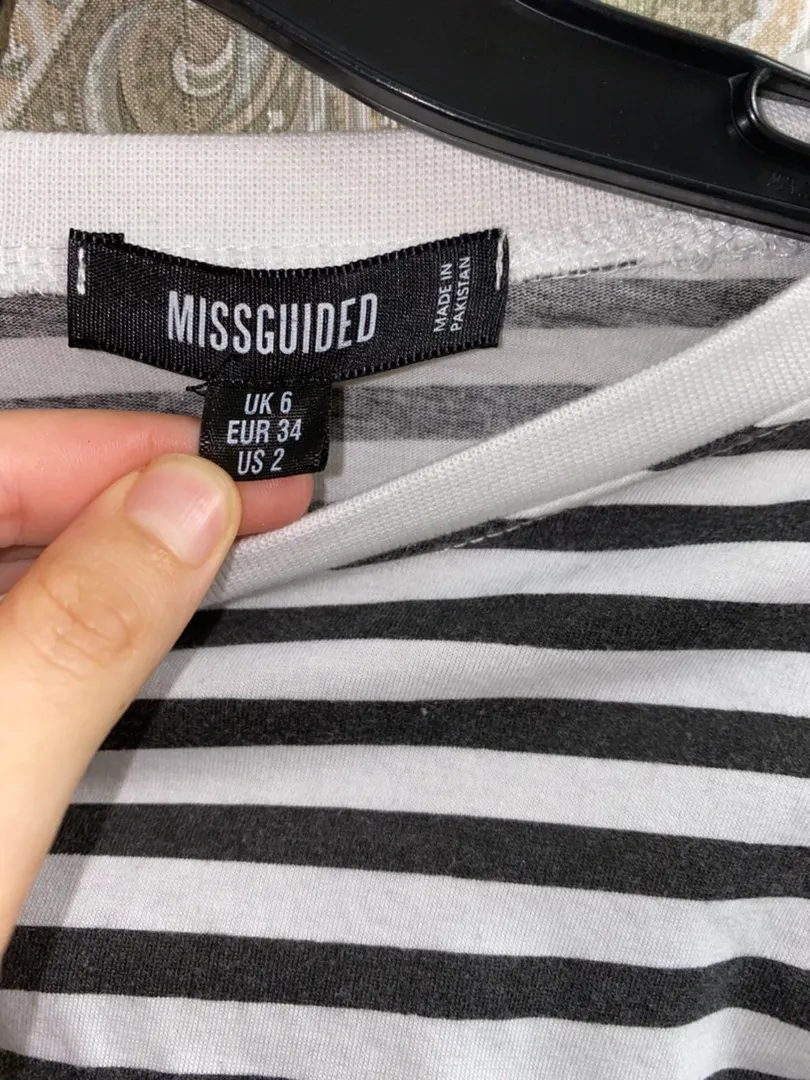 MISSGUIDED
MADE IN
PAKISTAN
UK 6
EUR 34
US 2